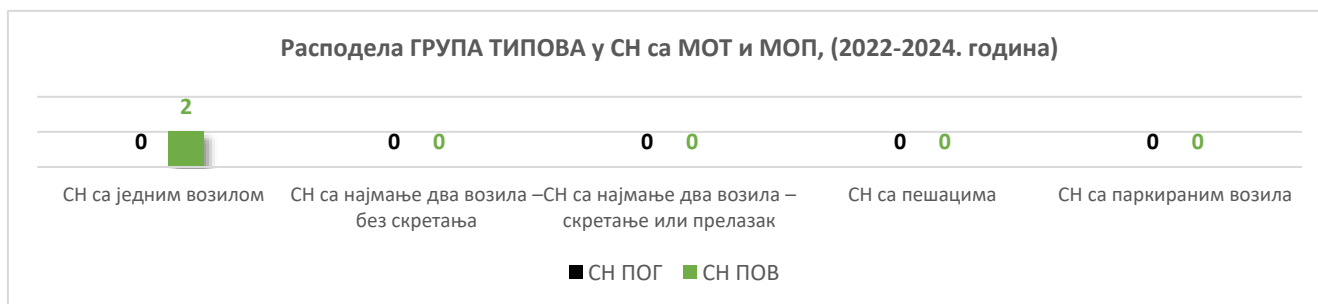 Расподела ГРУПА ТИПОВА у СН са МОТ и МОП, (2022-2024. година)
2
0
0 0
0 0
0 0
0 0
СН са једним возилом
СН са најмање два возила –
без скретања
СН са најмање два возила –
скретање или прелазак
СН са пешацима
СН са паркираним возила
СН ПОГ СН ПОВ